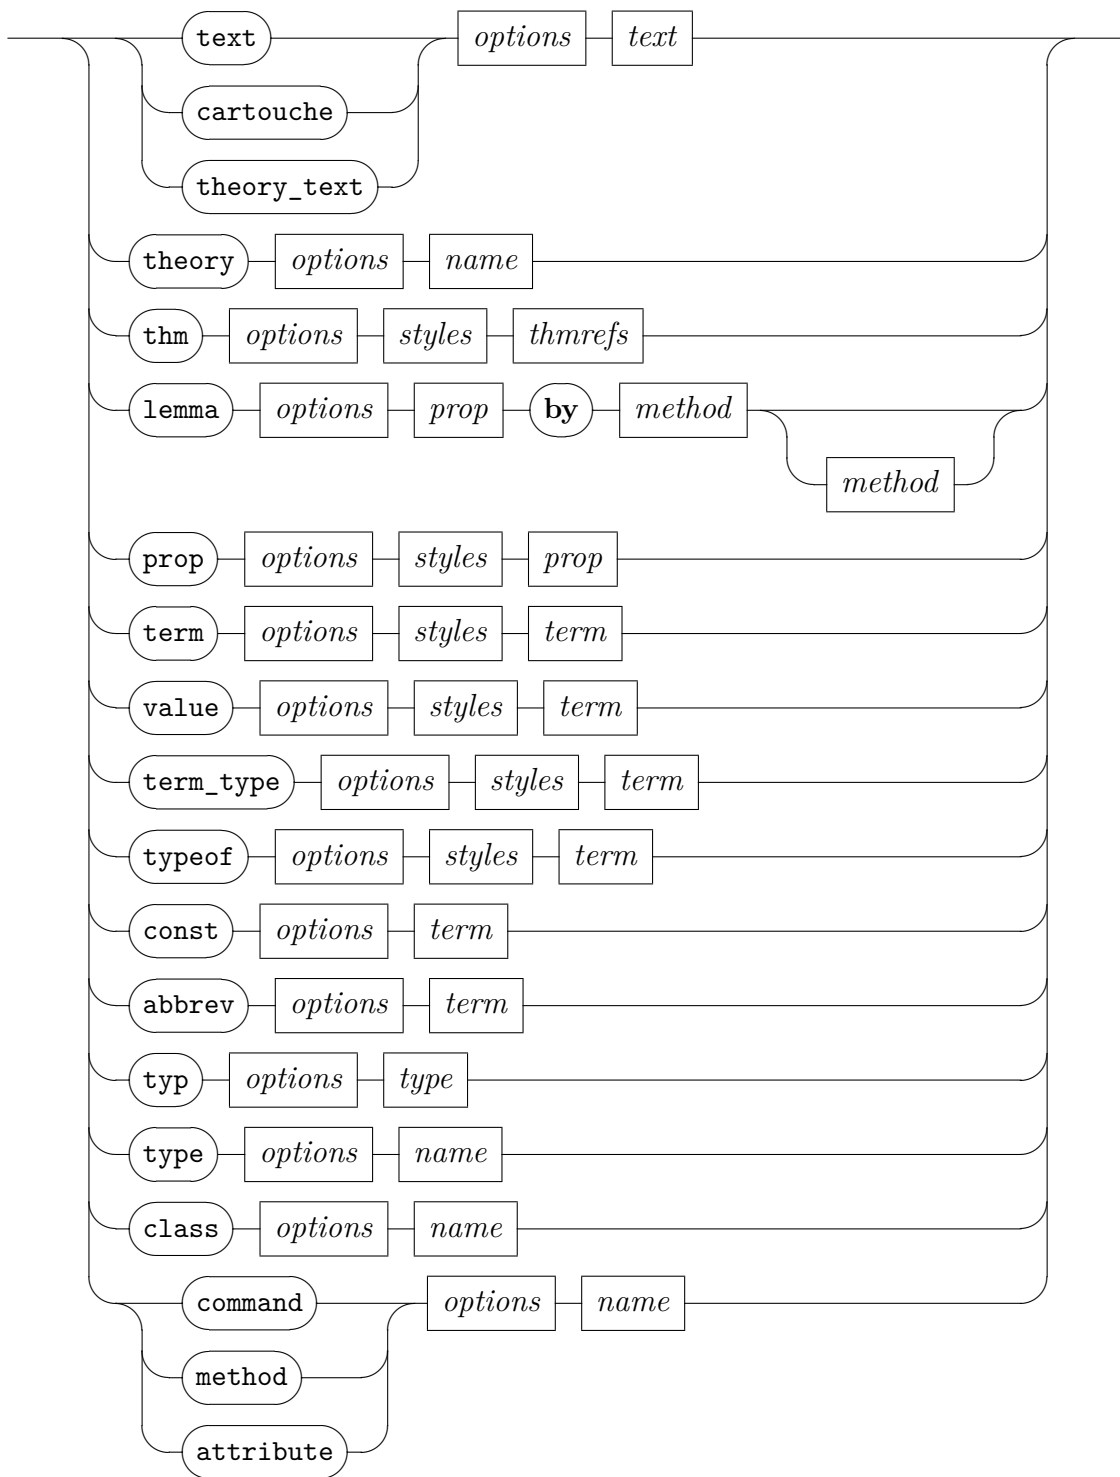 text options text
cartouche
theory_text
theory options name
thm options styles thmrefs
lemma options prop by method
method
prop options styles prop
term options styles term
value options styles term
term_type options styles term
typeof options styles term
const options term
abbrev options term
typ options type
type options name
class options name
command options name
method
attribute